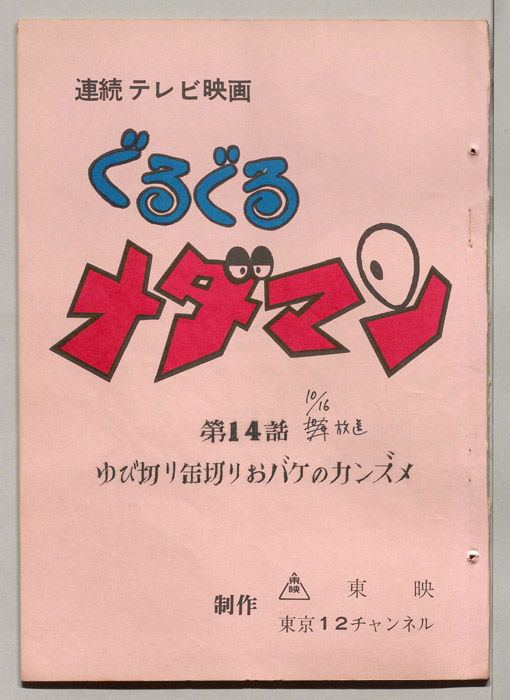 連続テレビ映画
ぐるぐる
メダマン
10/16
第14話 放送
ゆび切り缶切りおバケのカンズメ
東映
制作 東映
東京12チャンネル